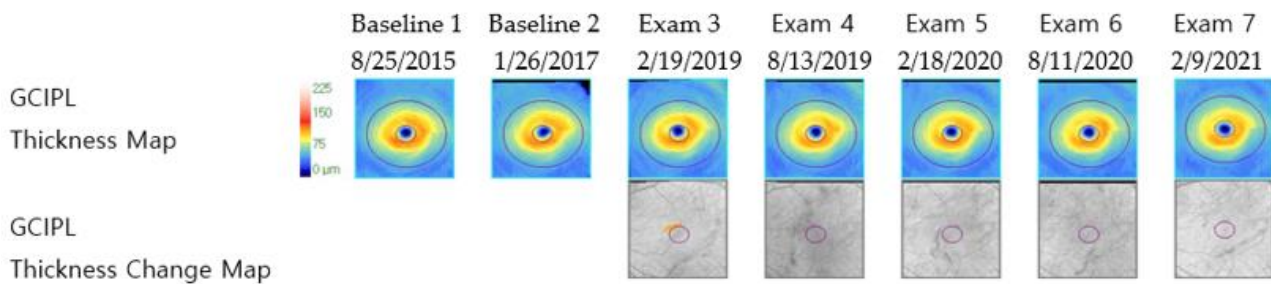 Baseline 1 Baseline 2 Exam 3 Exam 4 Exam 5 Exam 6 Exam 7
8/25/2015 1/26/2017 2/19/2019 8/13/2019 2/18/2020 8/11/2020 2/9/2021
GCIPL
Thickness Map
225
150
75
0 µm
GCIPL
Thickness Change Map